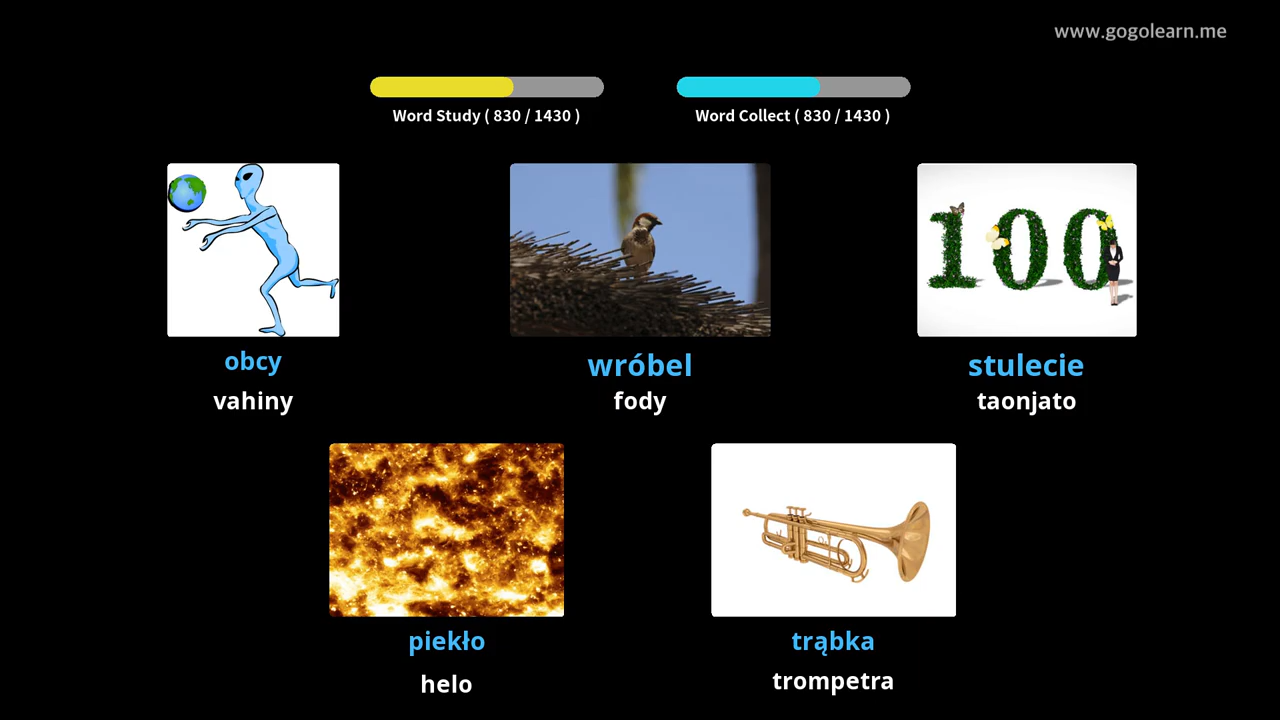 www.gogolearn.me
Word Study ( 830 / 1430 )
Word Collect ( 830 / 1430 )
100
obcy
wróbel
stulecie
vahiny
fody
taonjato
piekło
trąbka
helo
trompetra